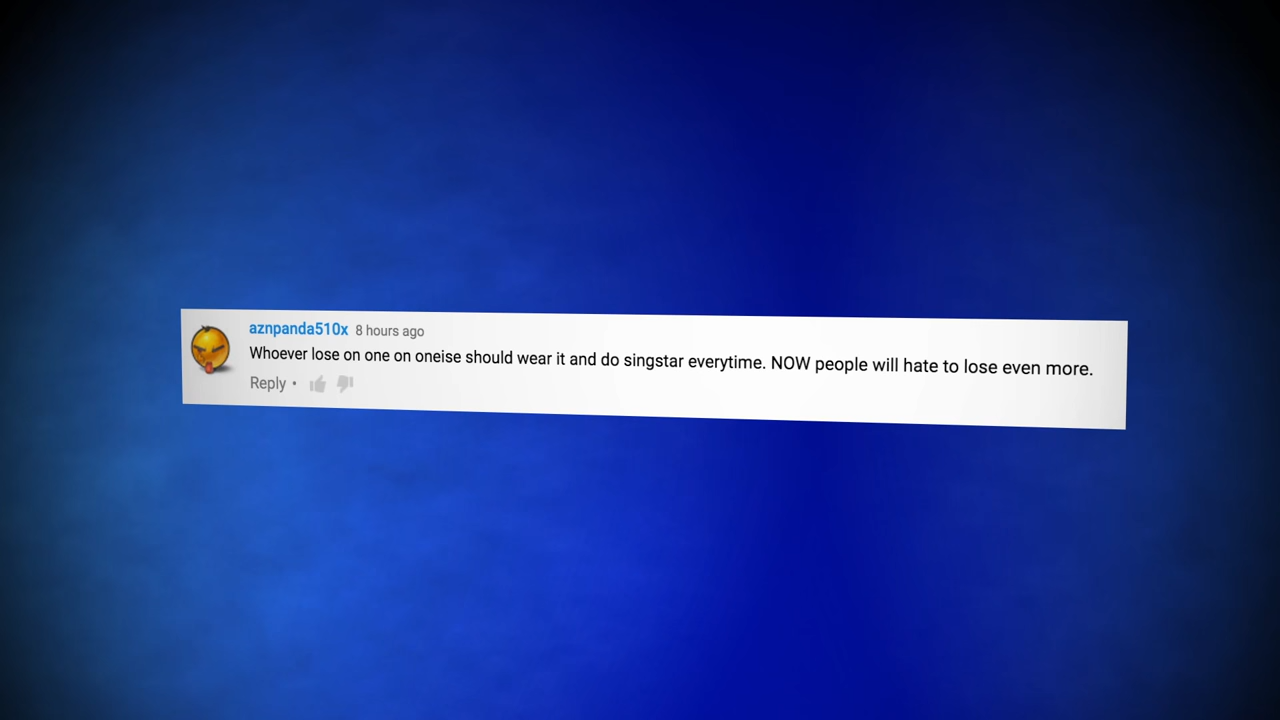 aznpanda510x 8 hours ago
Whoever lose on one on oneise should wear it and do singstar everytime. NOW people will hate to lose even more.
Reply •